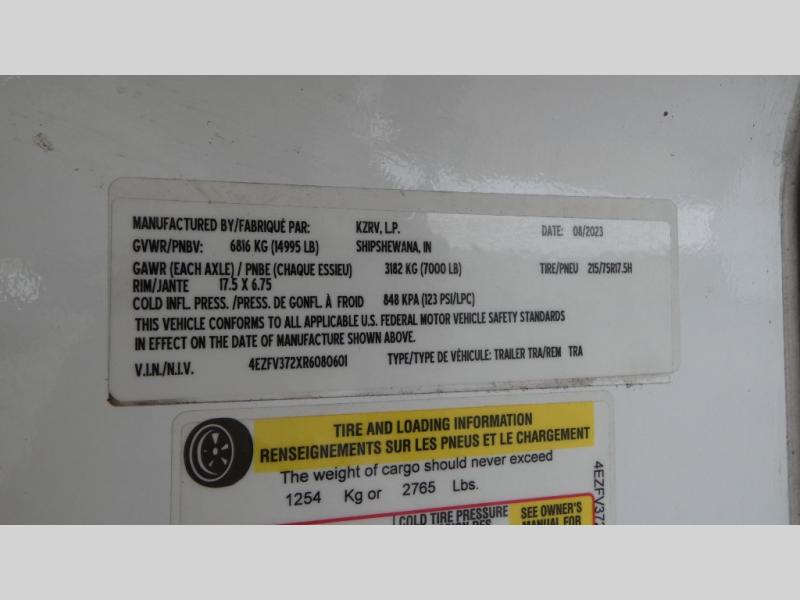 MANUFACTURED BY/FABRIQUÉ PAR: KZRV, L.P. DATE: 08/2023
GVWR/PNBV: 6816 KG (14995 LB) SHIPSHEWANA, IN
GAWR (EACH AXLE) / PNBE (CHAQUE ESSIEU) 3182 KG (7000 LB) TIRE/PNEU 215/75R17.5H
RIM/JANTE 17.5 X 6.75
COLD INFL. PRESS. /PRESS. DE GONFL. À FROID 848 KPA (123 PSI/LPC)
THIS VEHICLE CONFORMS TO ALL APPLICABLE U.S. FEDERAL MOTOR VEHICLE SAFETY STANDARDS
IN EFFECT ON THE DATE OF MANUFACTURE SHOWN ABOVE.
V.I.N./N.I.V. 4EZFV372XR6080601 TYPE/TYPE DE VÉHICULE: TRAILER TRA/REM TRA
TIRE AND LOADING INFORMATION
RENSEIGNEMENTS SUR LES PNEUS ET LE CHARGEMENT
The weight of cargo should never exceed
1254 Kg or 2765 Lbs.
COLD TIRE PRESSURE
SEE OWNER'S
MANUAL FOR
4EZFV37